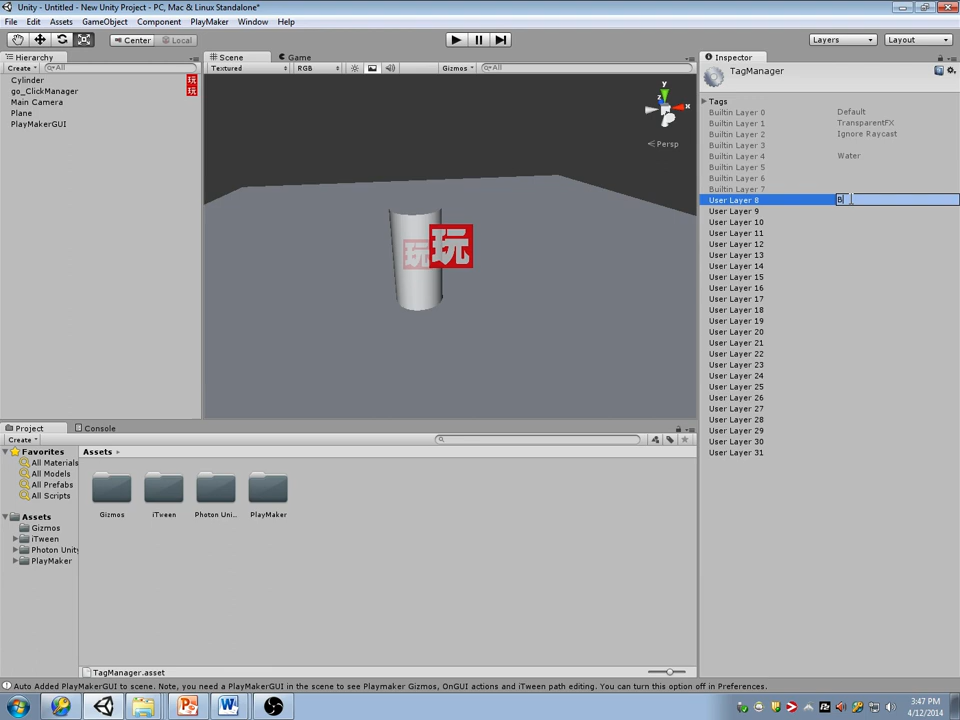 Unity - Untitled - New Unity Project - PC, Mac & Linux Standalone*
File Edit Assets GameObject Component PlayMaker Window Help
Center Local Layers Layout
Hierarchy
Create All
Cylinder 玩
go_ClickManager 玩
Main Camera
Plane
PlayMakerGUI
Scene Game
Textured RGB Gizmos All
y
z x
Persp
玩 玩
Inspector
TagManager
Tags
Builtin Layer 0 Default
Builtin Layer 1 TransparentFX
Builtin Layer 2 Ignore Raycast
Builtin Layer 3
Builtin Layer 4 Water
Builtin Layer 5
Builtin Layer 6
Builtin Layer 7
User Layer 8 B
User Layer 9
User Layer 10
User Layer 11
User Layer 12
User Layer 13
User Layer 14
User Layer 15
User Layer 16
User Layer 17
User Layer 18
User Layer 19
User Layer 20
User Layer 21
User Layer 22
User Layer 23
User Layer 24
User Layer 25
User Layer 26
User Layer 27
User Layer 28
User Layer 29
User Layer 30
User Layer 31
Project Console
Create
Favorites
All Materials
All Models
All Prefabs
All Scripts
Assets
Gizmos
iTween
Photon Unity
PlayMaker
Assets
Gizmos iTween Photon Uni... PlayMaker
TagManager.asset
Auto Added PlayMakerGUI to scene. Note, you need a PlayMakerGUI in the scene to see Playmaker Gizmos, OnGUI actions and iTween path editing. You can turn this option off in Preferences.
3:47 PM
4/12/2014